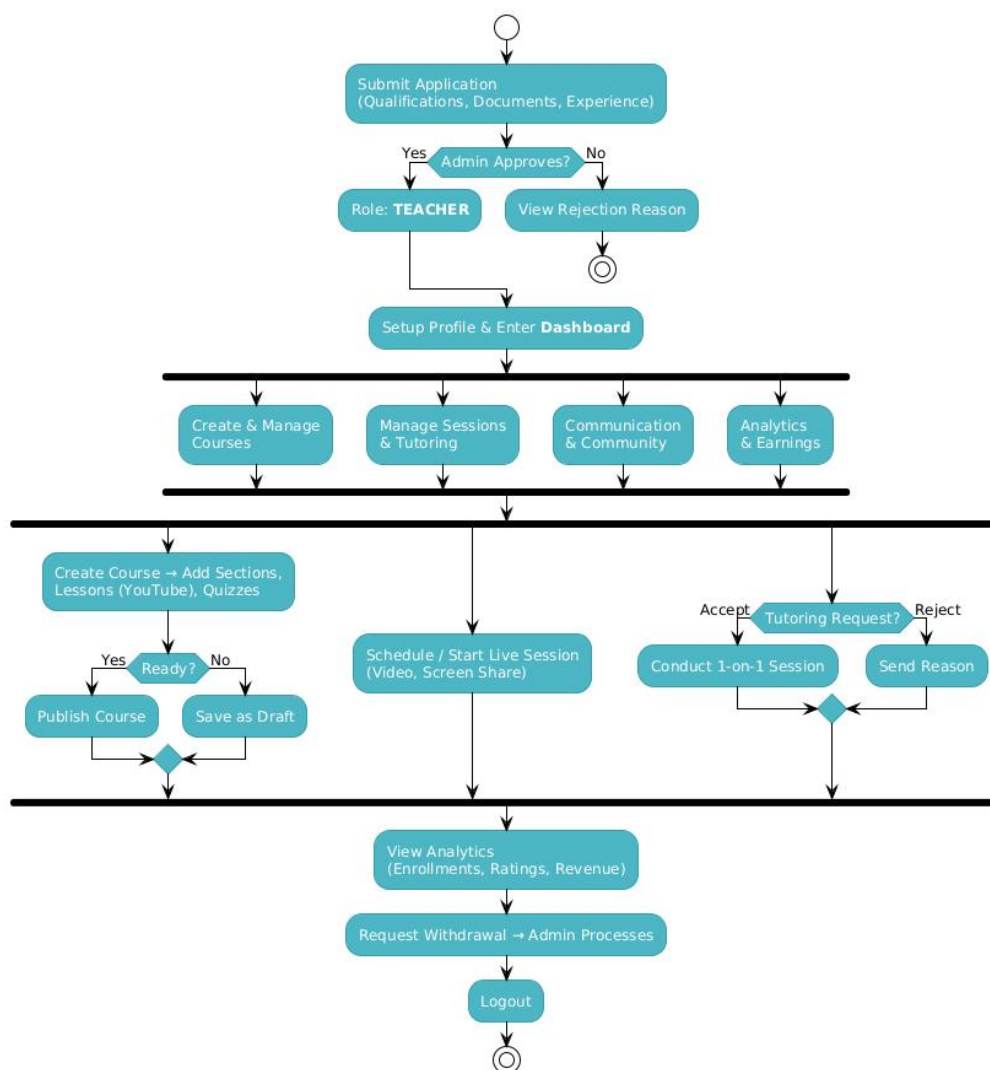 Submit Application
(Qualifications, Documents, Experience)
Yes
Admin Approves?
No
Role: TEACHER
View Rejection Reason
Setup Profile & Enter Dashboard
Create & Manage
Courses
Manage Sessions
& Tutoring
Communication
& Community
Analytics
& Earnings
Create Course → Add Sections,
Lessons (YouTube), Quizzes
Yes
Ready?
No
Publish Course
Save as Draft
Schedule / Start Live Session
(Video, Screen Share)
Accept
Tutoring Request?
Reject
Conduct 1-on-1 Session
Send Reason
View Analytics
(Enrollments, Ratings, Revenue)
Request Withdrawal → Admin Processes
Logout